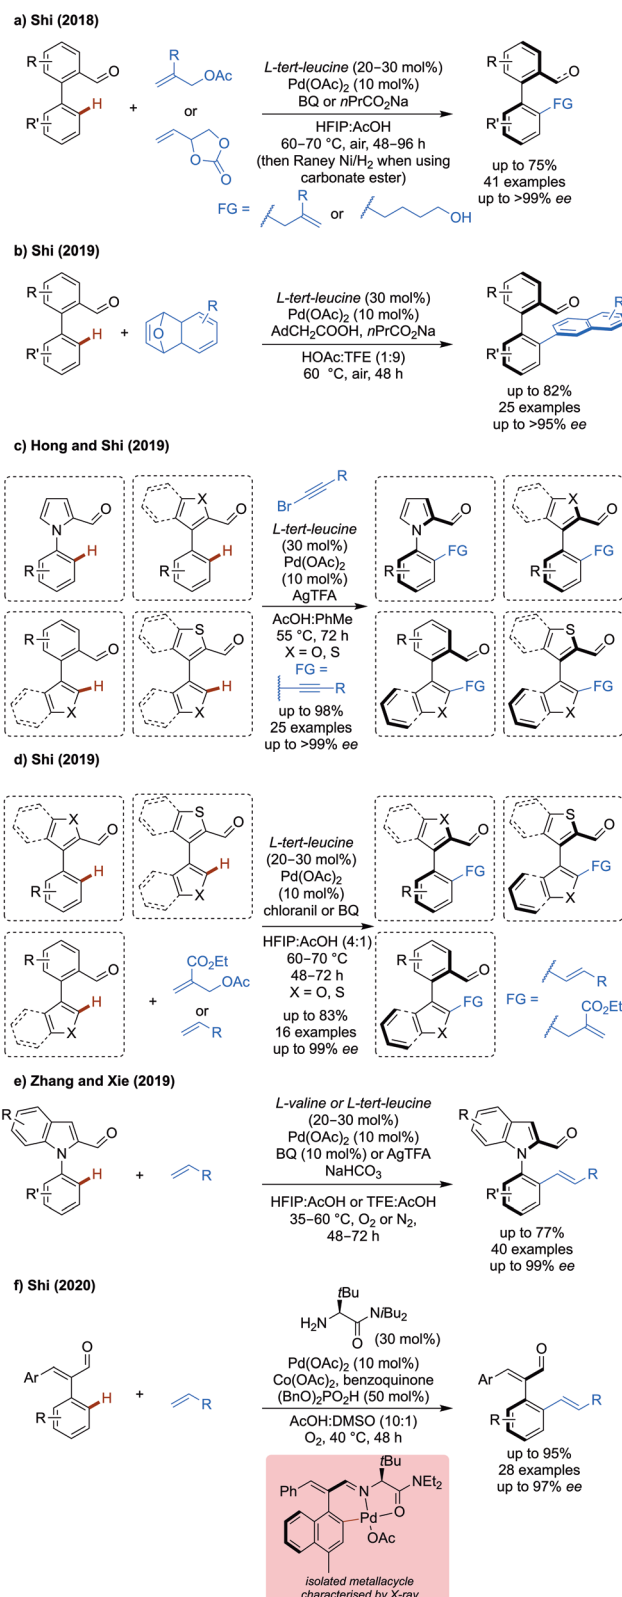 a) Shi (2018)
R
O
H
R'
+
R
OAc
or
O
O
O
L-tert-leucine (20–30 mol%)
Pd(OAc)2 (10 mol%)
BQ or nPrCO2Na
HFIP:AcOH
60–70 °C, air, 48–96 h
(then Raney Ni/H2 when using
carbonate ester)
FG =
R
or
OH
R
O
FG
R'
up to 75%
41 examples
up to >99% ee
b) Shi (2019)
R
O
H
R'
+
O
R
L-tert-leucine (30 mol%)
Pd(OAc)2 (10 mol%)
AdCH2COOH, nPrCO2Na
HOAc:TFE (1:9)
60 °C, air, 48 h
R
O
R
R'
up to 82%
25 examples
up to >95% ee
c) Hong and Shi (2019)
N
O
H
R
X
O
H
R
R
O
H
X
S
O
H
X
Br
R
L-tert-leucine
(30 mol%)
Pd(OAc)2
(10 mol%)
AgTFA
AcOH:PhMe
55 °C, 72 h
X = O, S
FG =
R
up to 98%
25 examples
up to >99% ee
N
O
FG
R
X
O
FG
R
R
O
FG
X
S
O
FG
X
d) Shi (2019)
X
O
H
R
S
O
H
X
R
O
H
X
+
CO2Et
OAc
or
R
L-tert-leucine
(20–30 mol%)
Pd(OAc)2
(10 mol%)
chloranil or BQ
HFIP:AcOH (4:1)
60–70 °C
48–72 h
X = O, S
up to 83%
16 examples
up to 99% ee
X
O
FG
R
S
O
FG
X
R
O
FG
X
FG =
R
CO2Et
e) Zhang and Xie (2019)
R
O
N
H
R'
+
R
L-valine or L-tert-leucine
(20–30 mol%)
Pd(OAc)2 (10 mol%)
BQ (10 mol%) or AgTFA
NaHCO3
HFIP:AcOH or TFE:AcOH
35–60 °C, O2 or N2,
48–72 h
R
O
N
R
R'
up to 77%
40 examples
up to 99% ee
f) Shi (2020)
O
Ar
H
R
+
R
tBu
H2N
NiBu2
O
(30 mol%)
Pd(OAc)2 (10 mol%)
Co(OAc)2, benzoquinone
(BnO)2PO2H (50 mol%)
AcOH:DMSO (10:1)
O2, 40 °C, 48 h
O
Ar
R
R
up to 95%
28 examples
up to 97% ee
tBu
Ph
N
NEt2
O
Pd
OAc
isolated metallacycle
characterised by X-ray